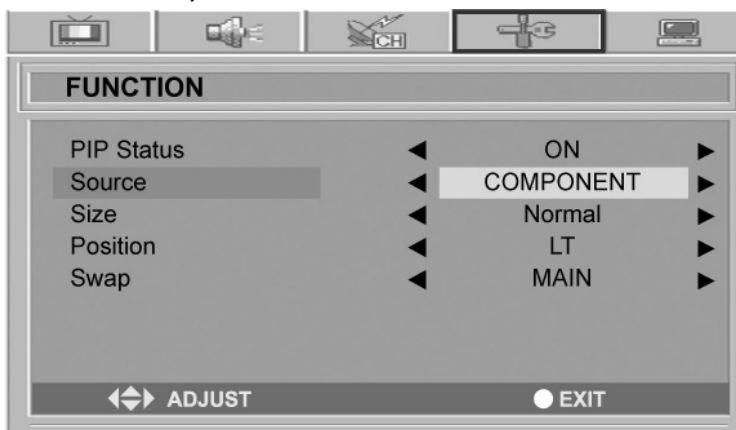 CH
FUNCTION
PIP Status ON
Source COMPONENT
Size Normal
Position LT
Swap MAIN
ADJUST EXIT